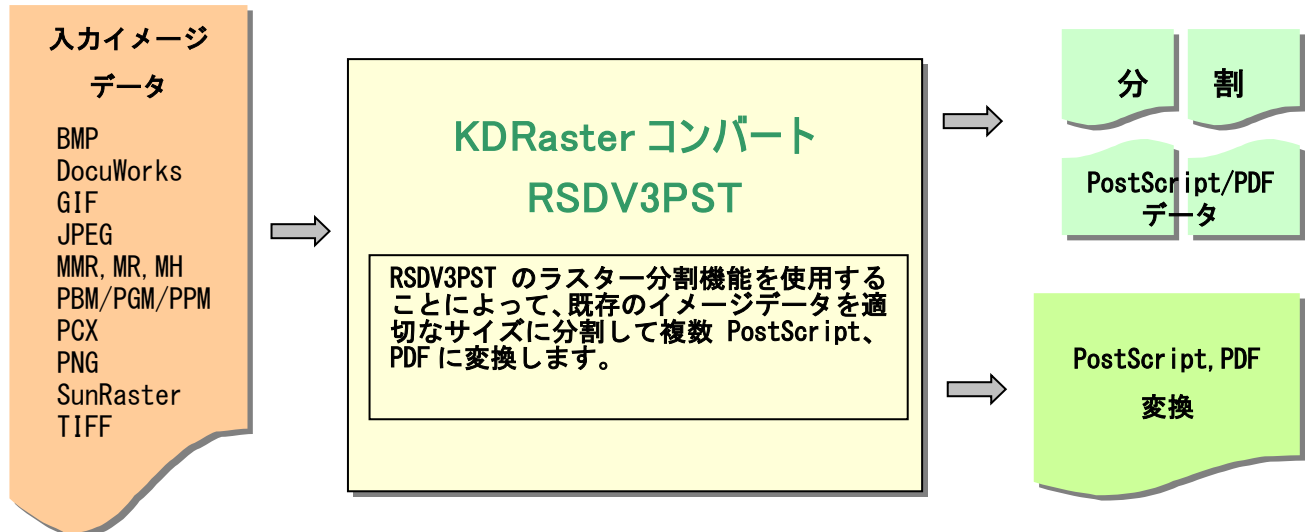 入力イメージ
データ
BMP
DocuWorks
GIF
JPEG
MMR, MR, MH
PBM/PGM/PPM
PCX
PNG
SunRaster
TIFF
KDRaster コンバート
RSDV3PST
RSDV3PST のラスター分割機能を使用する
ことによって、既存のイメージデータを適
切なサイズに分割して複数 PostScript、
PDF に変換します。
分 割
PostScript/PDF
データ
PostScript, PDF
変換